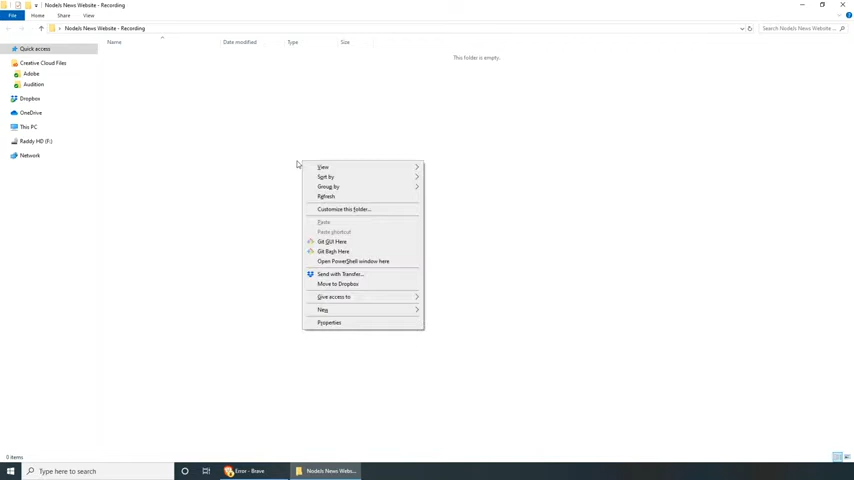 NodeJs News Website - Recording
File
Home
Share
View
NodeJs News Website - Recording
Search NodeJs News Website ...
Name
Date modified
Type
Size
Quick access
Creative Cloud Files
Adobe
Audition
Dropbox
OneDrive
This PC
Raddy HD (F:)
Network
This folder is empty.
View
Sort by
Group by
Refresh
Customize this folder...
Paste
Paste shortcut
Git GUI Here
Git Bash Here
Open PowerShell window here
Send with Transfer...
Move to Dropbox
Give access to
New
Properties
0 items
Type here to search
Error - Brave
NodeJs News Webs...